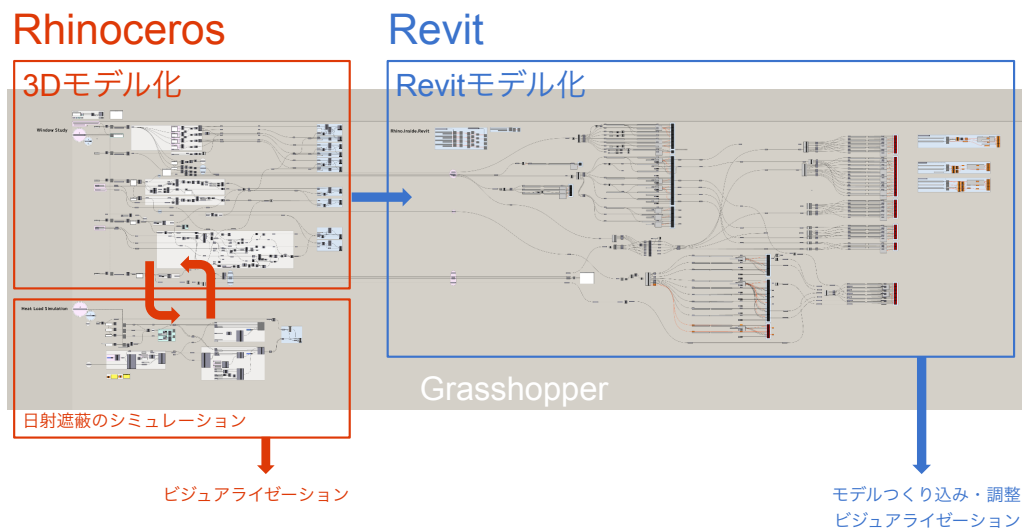 Rhinoceros
Revit
3Dモデル化
Revitモデル化
Window Study
Rhino.Inside.Revit
Heat Load Simulation
Grasshopper
日射遮蔽のシミュレーション
ビジュアライゼーション
モデルつくり込み・調整
ビジュアライゼーション